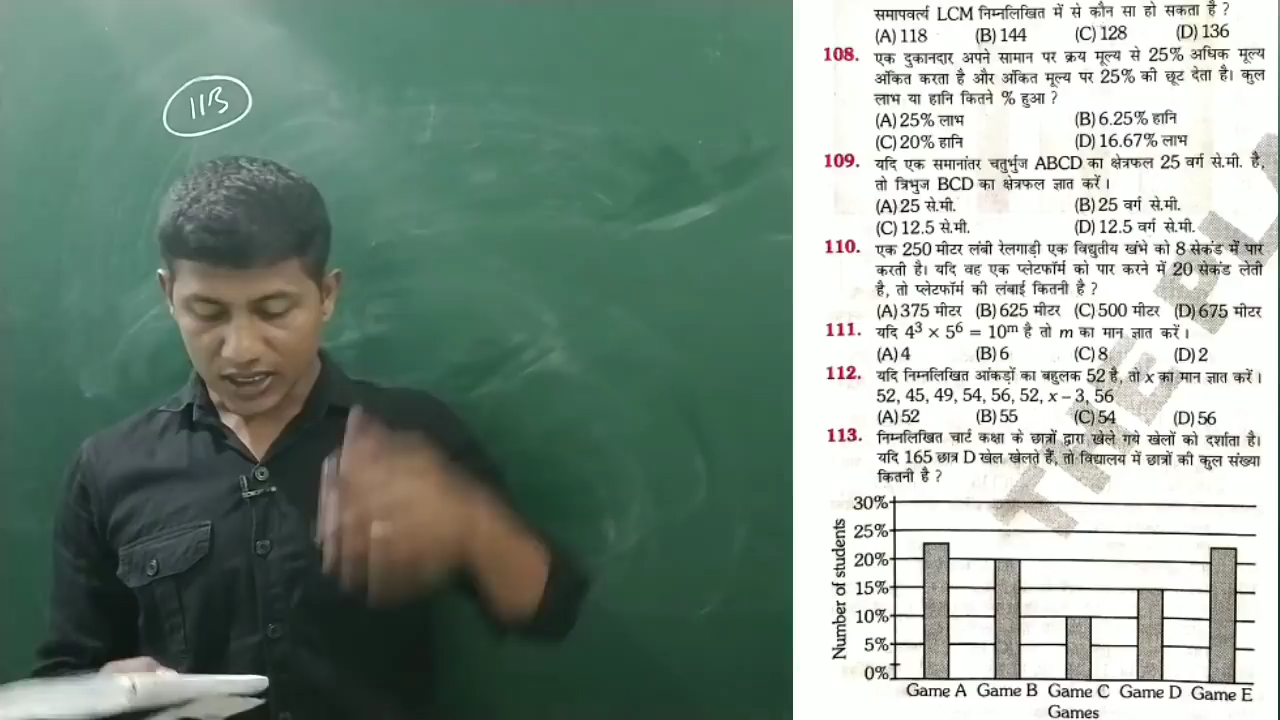 113
समापवर्त्य LCM निम्नलिखित में से कौन सा हो सकता है ?
(A) 118 (B) 144 (C) 128 (D) 136
108. एक दुकानदार अपने सामान पर क्रय मूल्य से 25% अधिक मूल्य
अंकित करता है और अंकित मूल्य पर 25% की छूट देता है। कुल
लाभ या हानि कितने % हुआ ?
(A) 25% लाभ (B) 6.25% हानि
(C) 20% हानि (D) 16.67% लाभ
109. यदि एक समानांतर चतुर्भुज ABCD का क्षेत्रफल 25 वर्ग से.मी. है,
तो त्रिभुज BCD का क्षेत्रफल ज्ञात करें।
(A) 25 से.मी. (B) 25 वर्ग से.मी.
(C) 12.5 से.मी. (D) 12.5 वर्ग से.मी.
110. एक 250 मीटर लंबी रेलगाड़ी एक विद्युतीय खंभे को 8 सेकंड में पार
करती है। यदि वह एक प्लेटफॉर्म को पार करने में 20 सेकंड लेती
है, तो प्लेटफॉर्म की लंबाई कितनी है ?
(A) 375 मीटर (B) 625 मीटर (C) 500 मीटर (D) 675 मीटर
111. यदि 4³ × 5⁶ = 10ᵐ है तो m का मान ज्ञात करें।
(A) 4 (B) 6 (C) 8 (D) 2
112. यदि निम्नलिखित आंकड़ों का बहुलक 52 है, तो x का मान ज्ञात करें।
52, 45, 49, 54, 56, 52, x – 3, 56
(A) 52 (B) 55 (C) 54 (D) 56
113. निम्नलिखित चार्ट कक्षा के छात्रों द्वारा खेले गये खेलों को दर्शाता है।
यदि 165 छात्र D खेल खेलते हैं, तो विद्यालय में छात्रों की कुल संख्या
कितनी है ?
30%
25%
20%
15%
10%
5%
0%
Number of students
Game A Game B Game C Game D Game E
Games
THE PL